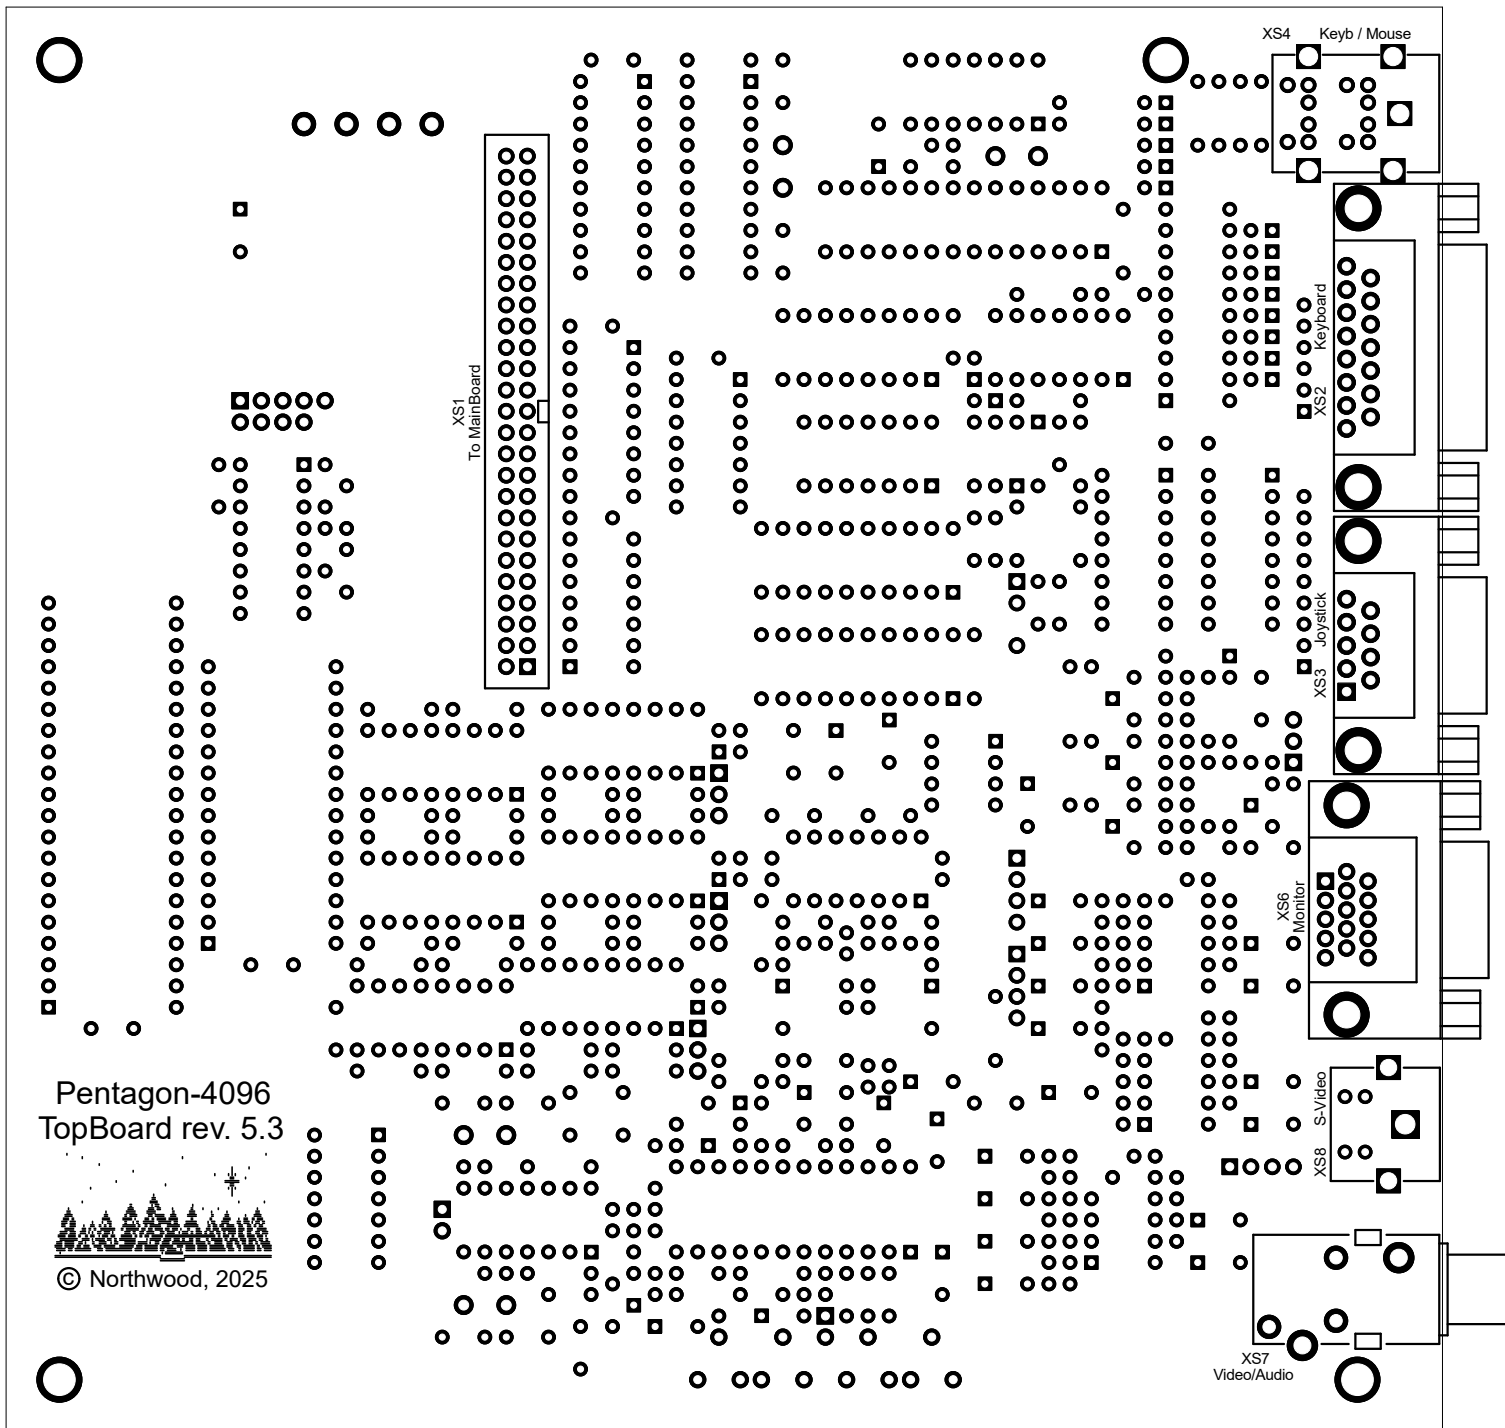 XS4 Keyb / Mouse
XS1
To MainBoard
Keyboard
XS2
Joystick
XS3
XS6
Monitor
S-Video
XS8
Pentagon-4096
TopBoard rev. 5.3
© Northwood, 2025
XS7
Video/Audio